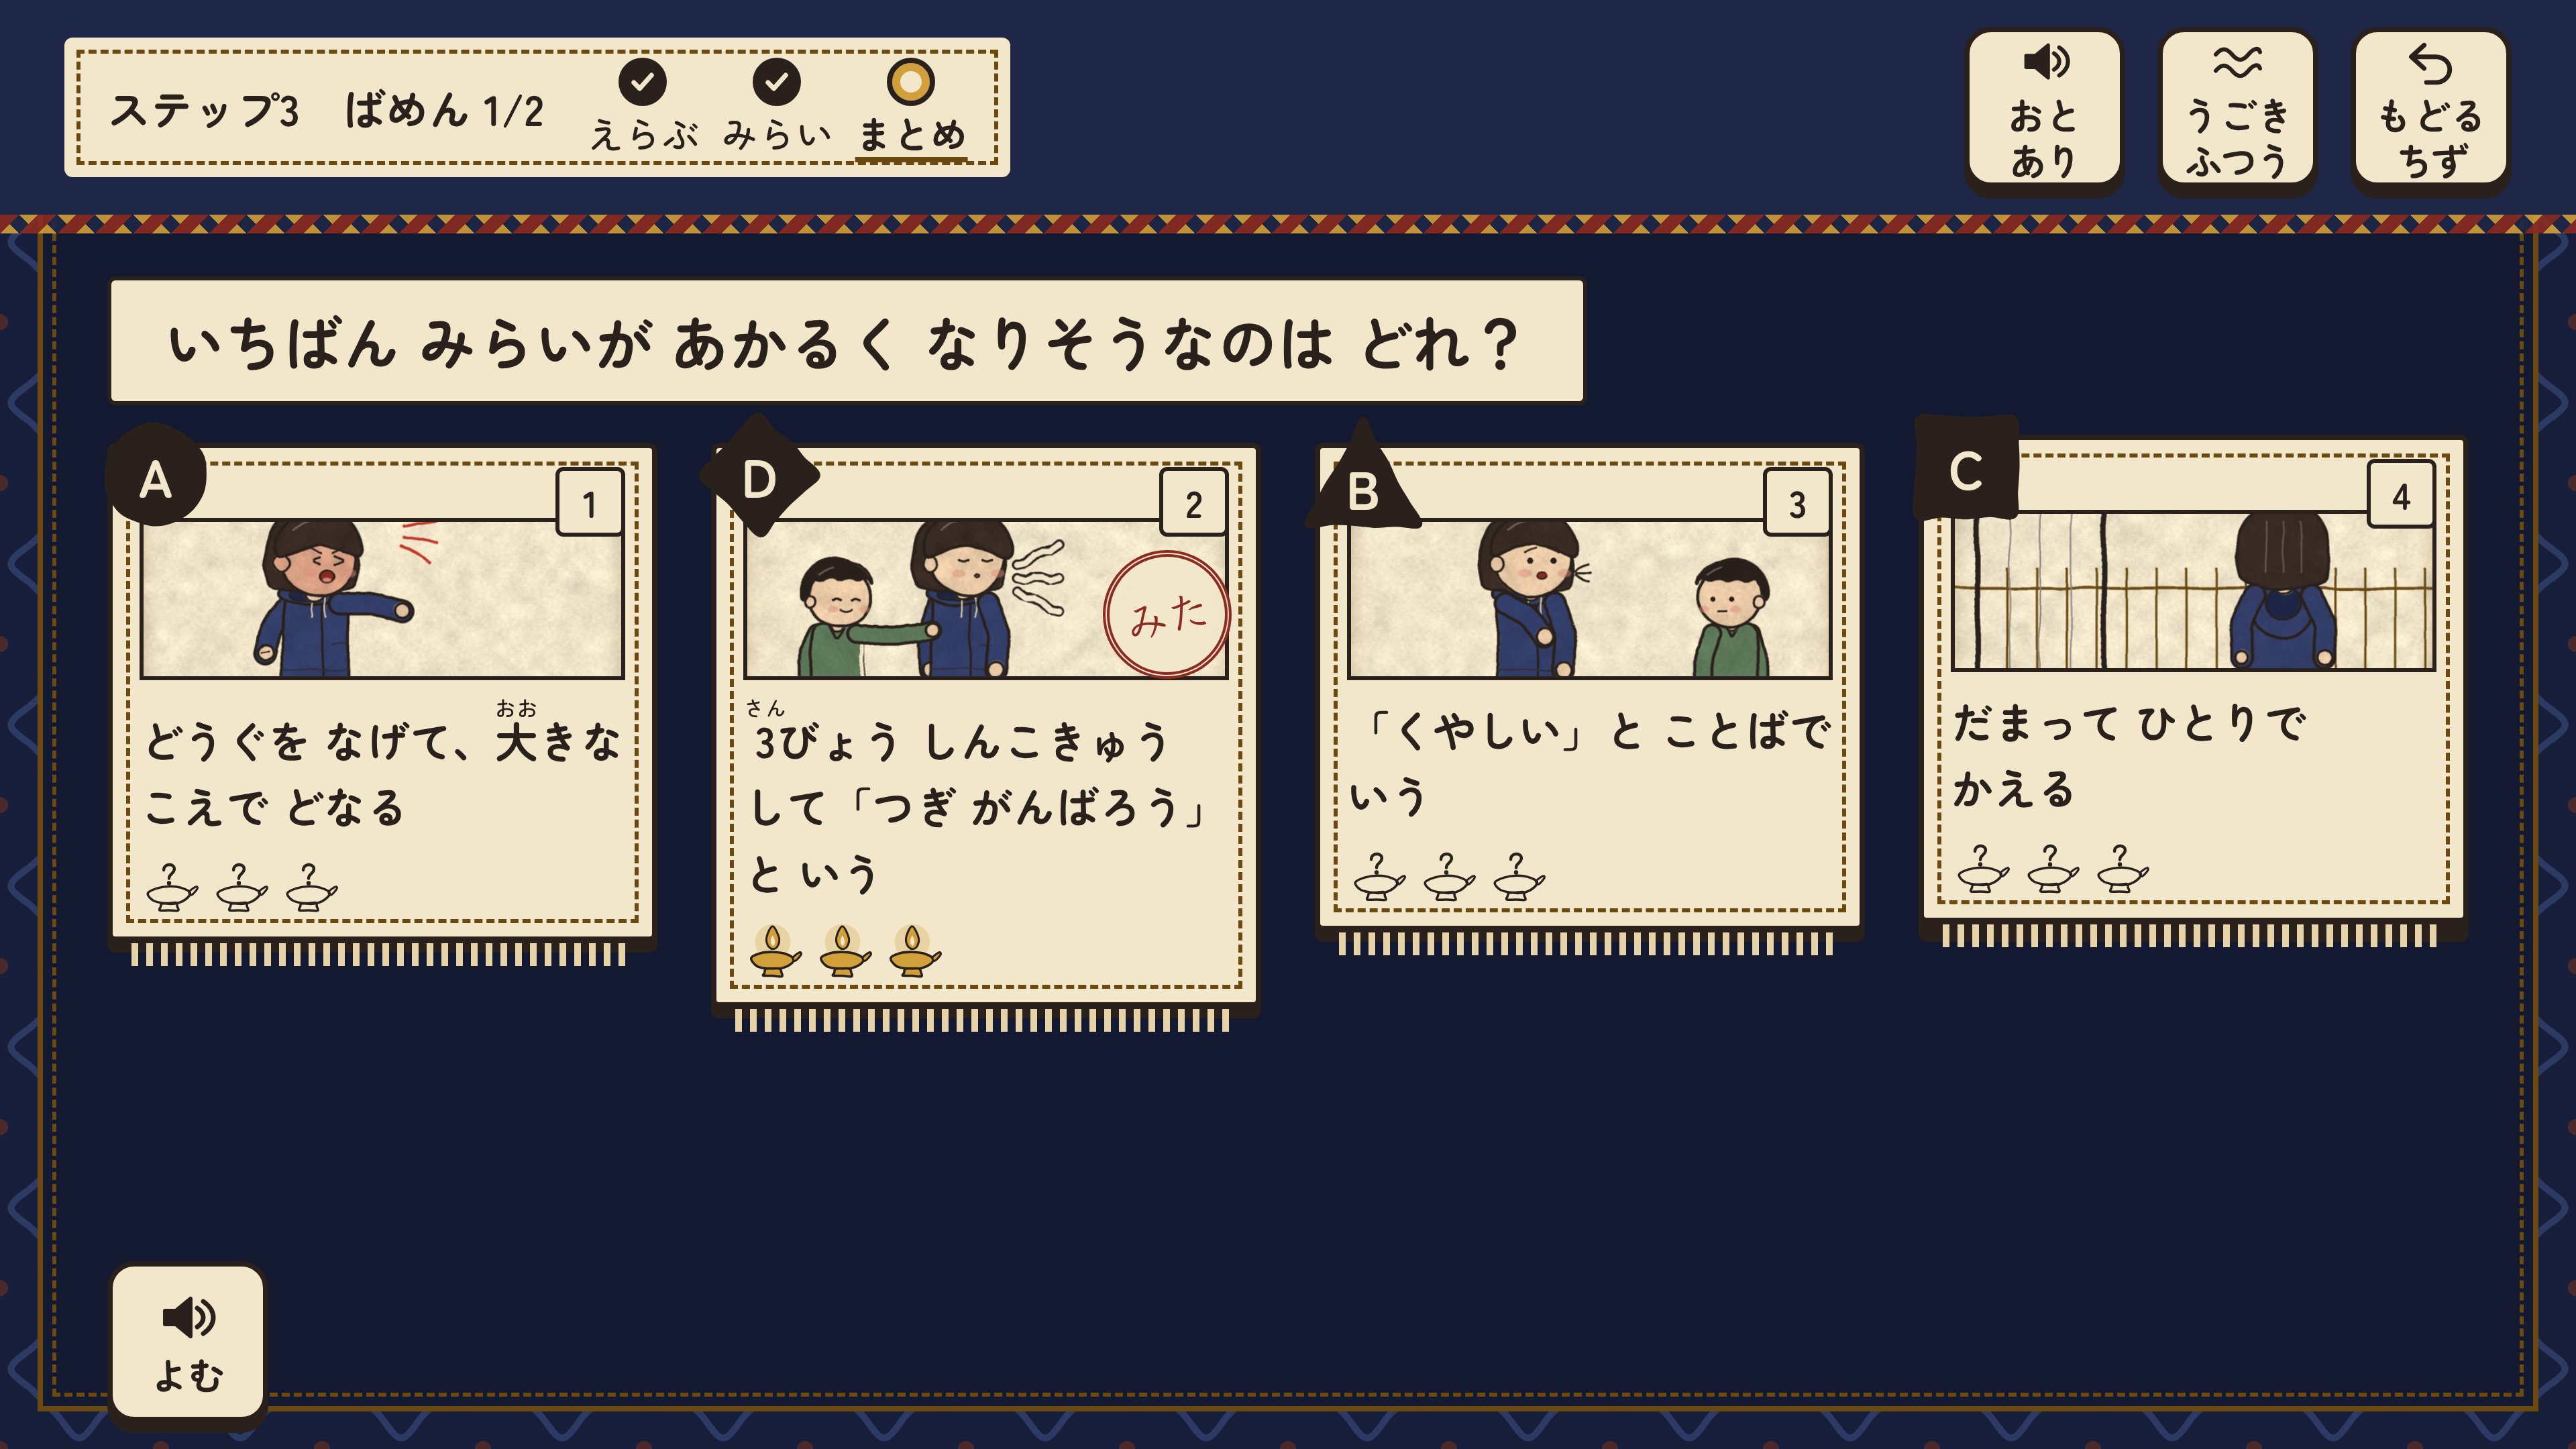 ステップ3 ばめん 1/2
えらぶ みらい まとめ
おと
あり
うごき
ふつう
もどる
ちず
いちばん みらいが あかるく なりそうなのは どれ？
A
1
おお
どうぐを なげて、大きな
こえで どなる
? ? ?
D
2
みた
さん
3びょう しんこきゅう
して「つぎ がんばろう」
と いう
B
3
「くやしい」と ことばで
いう
? ? ?
C
4
だまって ひとりで
かえる
? ? ?
よむ